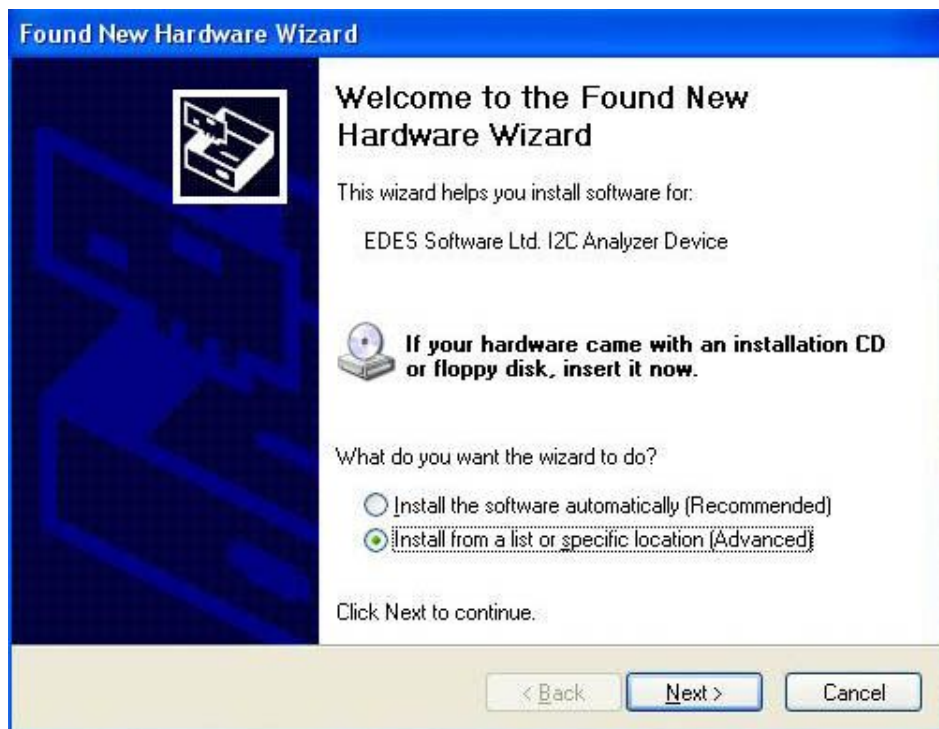 Found New Hardware Wizard
Welcome to the Found New
Hardware Wizard
This wizard helps you install software for:
EDES Software Ltd. I2C Analyzer Device
If your hardware came with an installation CD
or floppy disk, insert it now.
What do you want the wizard to do?
Install the software automatically (Recommended)
Install from a list or specific location (Advanced)
Click Next to continue.
< Back Next > Cancel